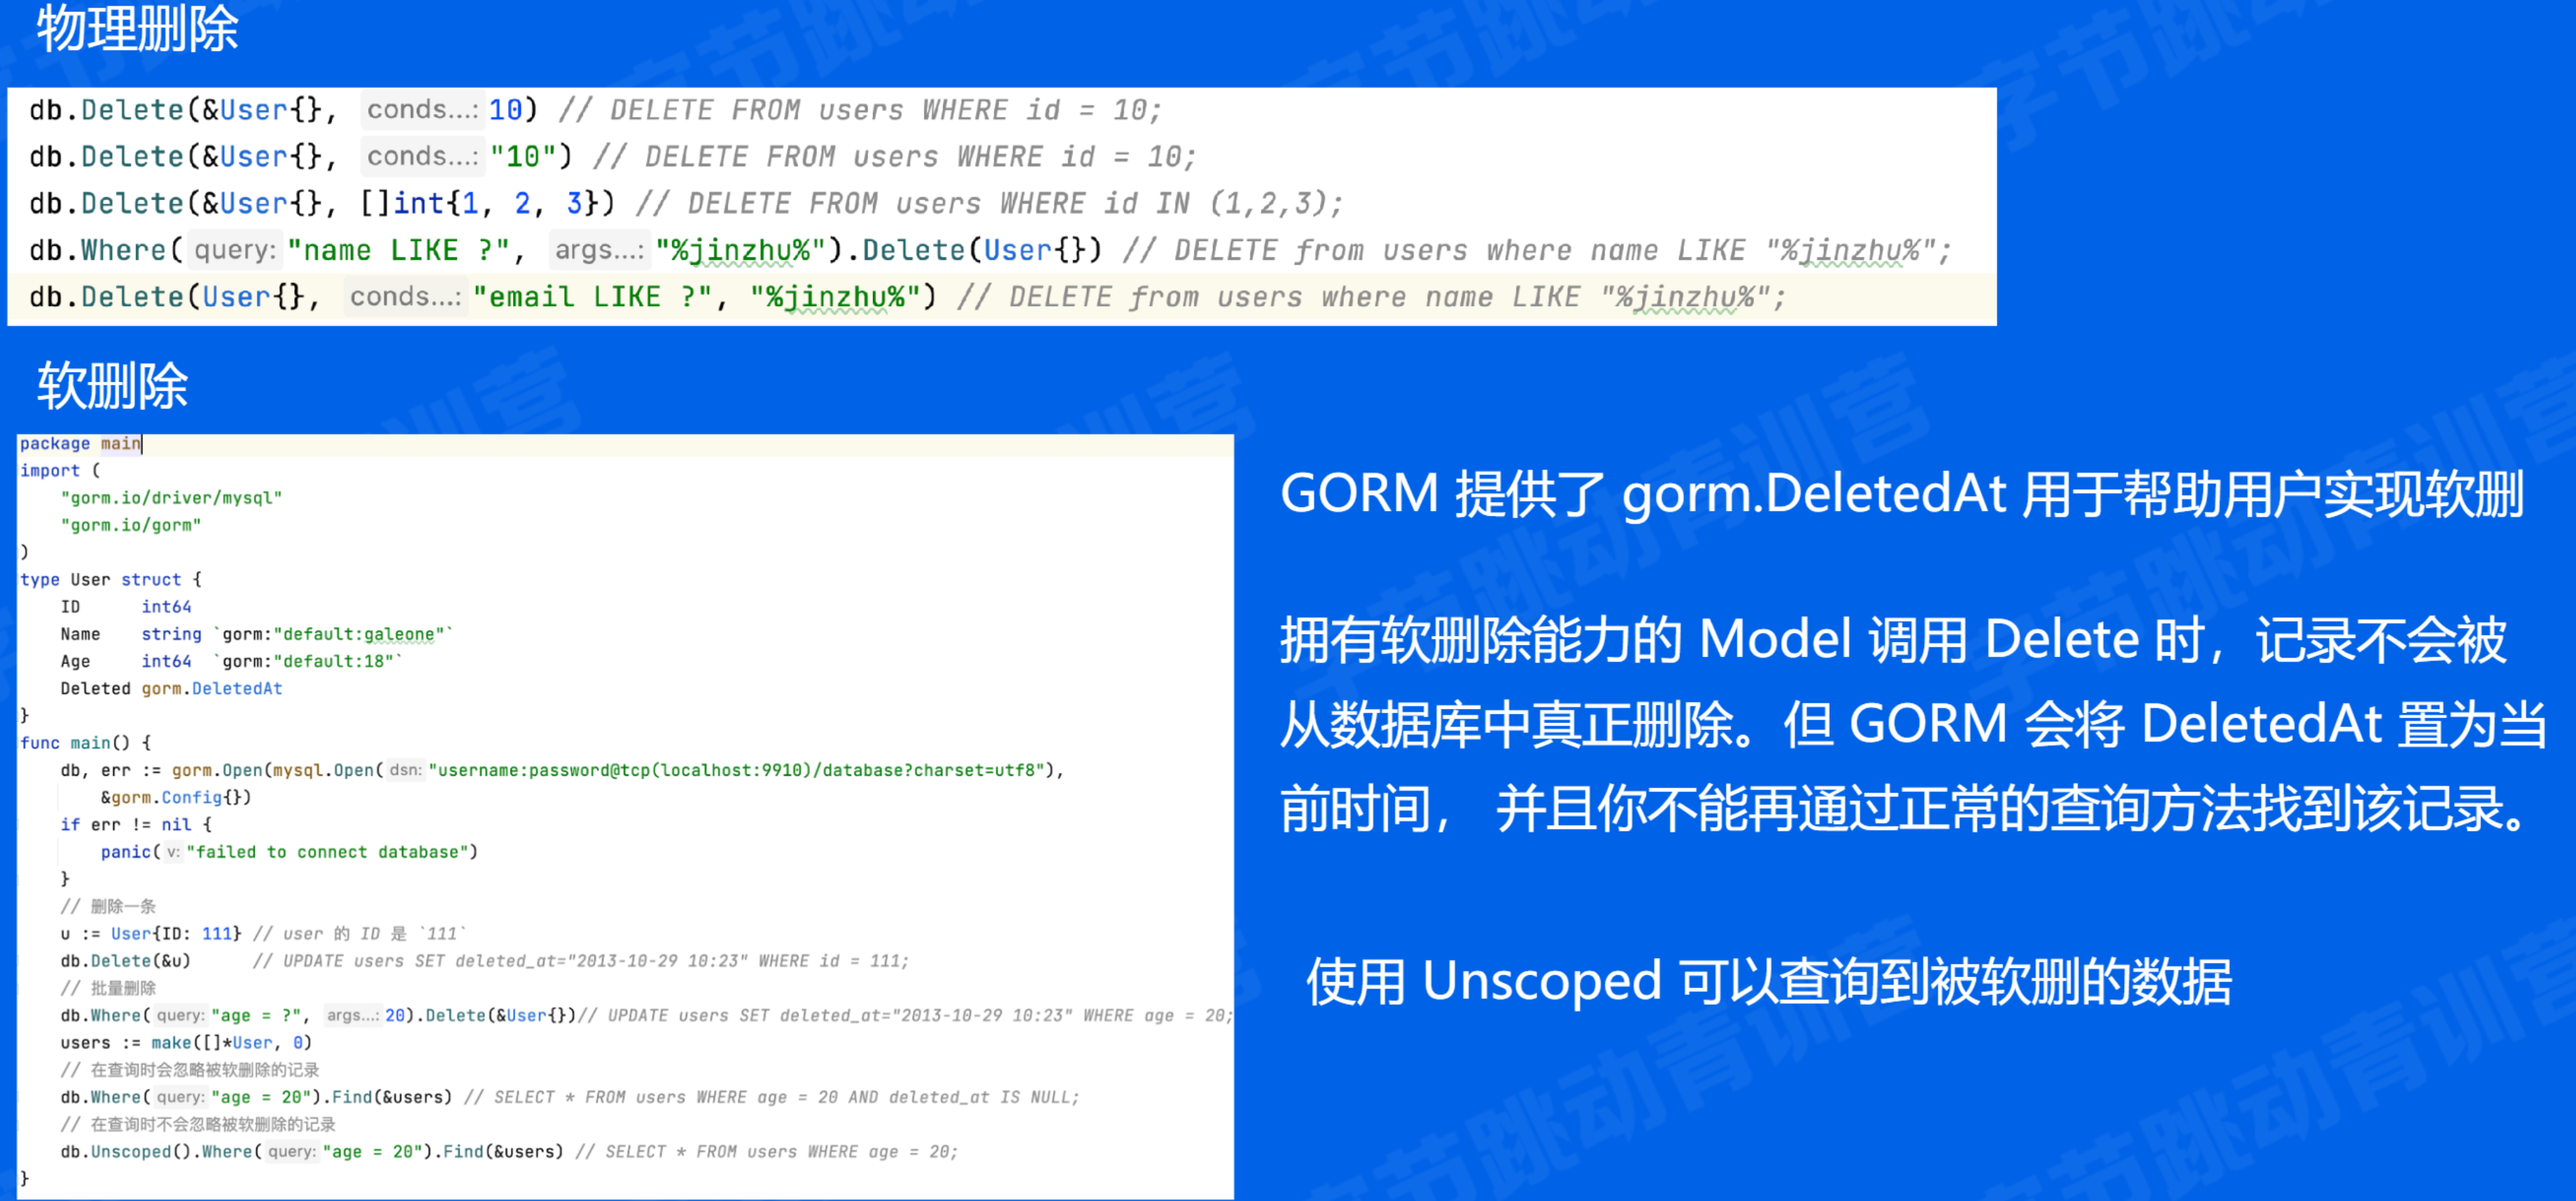 物理删除
db.Delete(&User{}, conds...: 10) // DELETE FROM users WHERE id = 10;
db.Delete(&User{}, conds...: "10") // DELETE FROM users WHERE id = 10;
db.Delete(&User{}, []int{1, 2, 3}) // DELETE FROM users WHERE id IN (1,2,3);
db.Where( query: "name LIKE ?", args...: "%jinzhu%").Delete(User{}) // DELETE from users where name LIKE "%jinzhu%";
db.Delete(User{}, conds...: "email LIKE ?", "%jinzhu%") // DELETE from users where name LIKE "%jinzhu%";
软删除
package main
import (
    "gorm.io/driver/mysql"
    "gorm.io/gorm"
)
type User struct {
    ID      int64
    Name    string `gorm:"default:galeone"`
    Age     int64  `gorm:"default:18"`
    Deleted gorm.DeletedAt
}
func main() {
    db, err := gorm.Open(mysql.Open( dsn: "username:password@tcp(localhost:9910)/database?charset=utf8"),
        &gorm.Config{})
    if err != nil {
        panic( v: "failed to connect database")
    }
    // 删除一条
    u := User{ID: 111} // user 的 ID 是 `111`
    db.Delete(&u)      // UPDATE users SET deleted_at="2013-10-29 10:23" WHERE id = 111;
    // 批量删除
    db.Where( query: "age = ?", args...: 20).Delete(&User{})// UPDATE users SET deleted_at="2013-10-29 10:23" WHERE age = 20;
    users := make([]*User, 0)
    // 在查询时会忽略被软删除的记录
    db.Where( query: "age = 20").Find(&users) // SELECT * FROM users WHERE age = 20 AND deleted_at IS NULL;
    // 在查询时不会忽略被软删除的记录
    db.Unscoped().Where( query: "age = 20").Find(&users) // SELECT * FROM users WHERE age = 20;
}
GORM 提供了 gorm.DeletedAt 用于帮助用户实现软删
拥有软删除能力的 Model 调用 Delete 时，记录不会被
从数据库中真正删除。但 GORM 会将 DeletedAt 置为当
前时间， 并且你不能再通过正常的查询方法找到该记录。
使用 Unscoped 可以查询到被软删的数据
字节跳动青训营